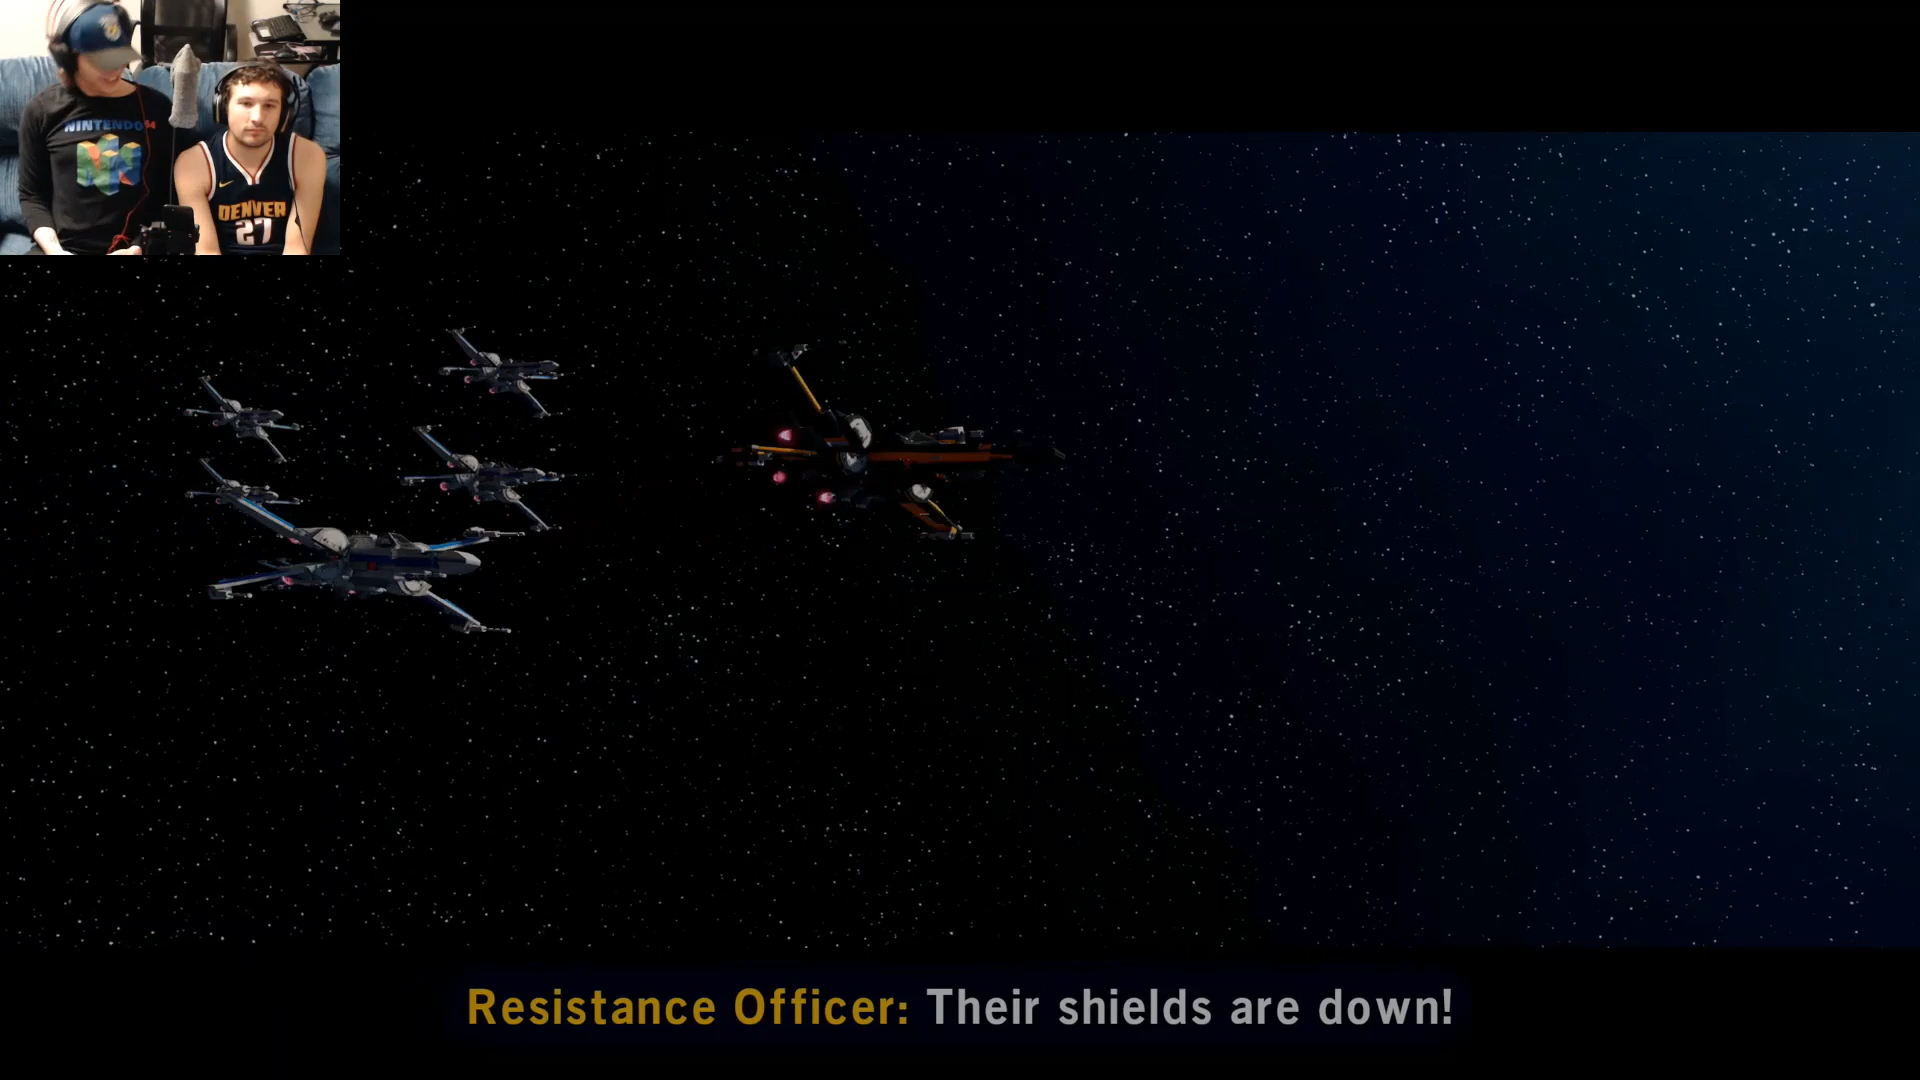 NINTENDO64
DENVER
27
Resistance Officer: Their shields are down!